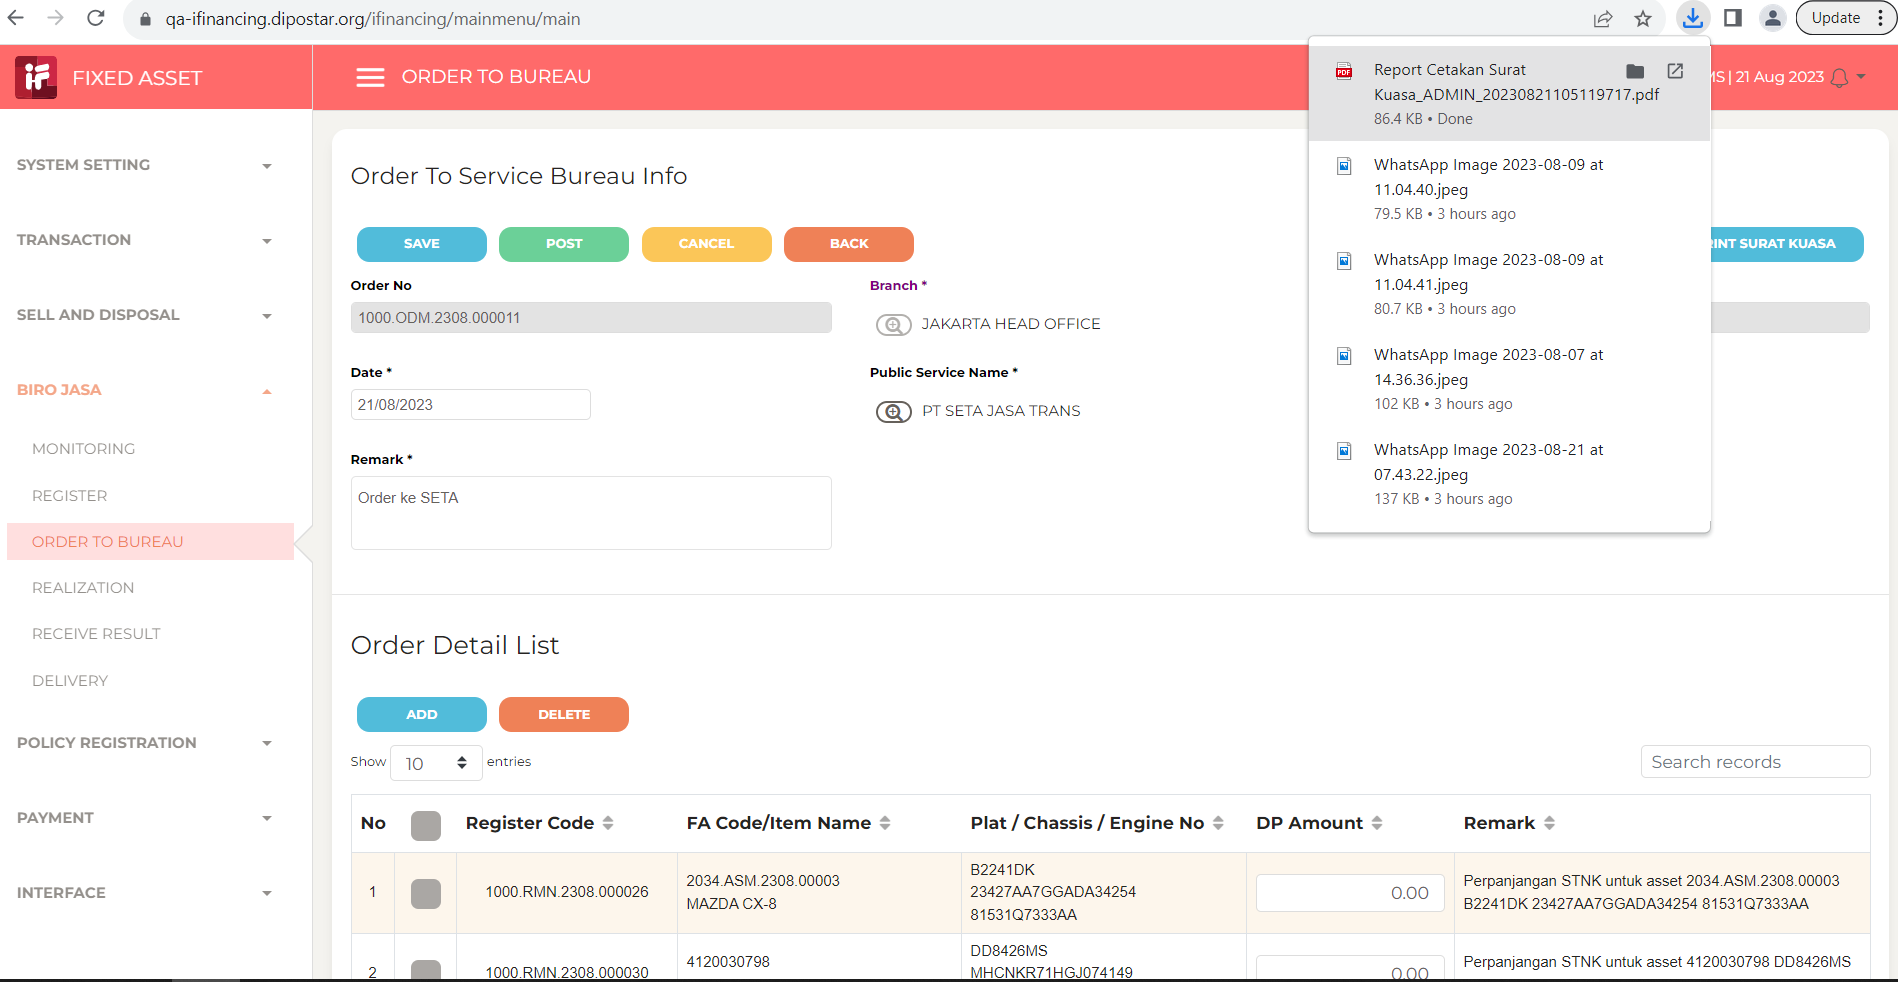 qa-ifinancing.dipostar.org/ifinancing/mainmenu/main
Update
FIXED ASSET
ORDER TO BUREAU
| 21 Aug 2023
Report Cetakan Surat
Kuasa_ADMIN_20230821105119717.pdf
86.4 KB • Done
WhatsApp Image 2023-08-09 at
11.04.40.jpeg
79.5 KB • 3 hours ago
WhatsApp Image 2023-08-09 at
11.04.41.jpeg
80.7 KB • 3 hours ago
WhatsApp Image 2023-08-07 at
14.36.36.jpeg
102 KB • 3 hours ago
WhatsApp Image 2023-08-21 at
07.43.22.jpeg
137 KB • 3 hours ago
SYSTEM SETTING
TRANSACTION
SELL AND DISPOSAL
BIRO JASA
MONITORING
REGISTER
ORDER TO BUREAU
REALIZATION
RECEIVE RESULT
DELIVERY
POLICY REGISTRATION
PAYMENT
INTERFACE
Order To Service Bureau Info
SAVE POST CANCEL BACK
SURAT KUASA
Order No
1000.ODM.2308.000011
Branch *
JAKARTA HEAD OFFICE
Date *
21/08/2023
Public Service Name *
PT SETA JASA TRANS
Remark *
Order ke SETA
Order Detail List
ADD DELETE
Show 10 entries
Search records
No Register Code FA Code/Item Name Plat / Chassis / Engine No DP Amount Remark
1
1000.RMN.2308.000026
2034.ASM.2308.00003
MAZDA CX-8
B2241DK
23427AA7GGADA34254
81531Q7333AA
0.00
Perpanjangan STNK untuk asset 2034.ASM.2308.00003
B2241DK 23427AA7GGADA34254 81531Q7333AA
2
1000.RMN.2308.000030
4120030798
DD8426MS
MHCNKR71HGJ074149
0.00
Perpanjangan STNK untuk asset 4120030798 DD8426MS